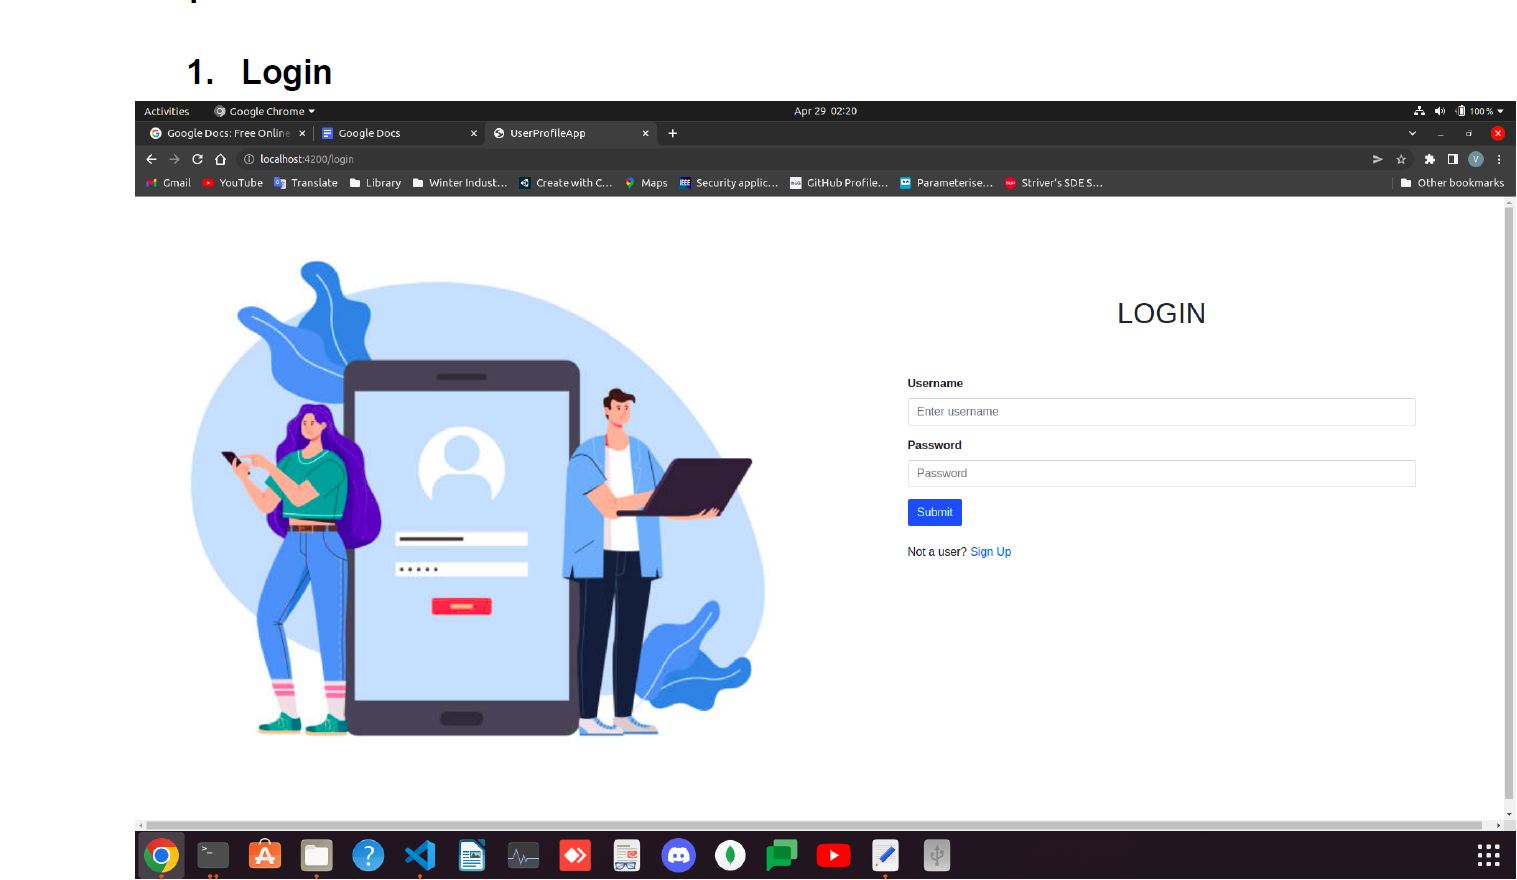 1. Login
Activities Google Chrome Apr 29 02:20 100 %
Google Docs: Free Online Google Docs UserProfileApp
localhost:4200/login V
Gmail YouTube Translate Library Winter Indust... Create with C... Maps IEEE Security applic... GitHub Profile... Parameterise... Striver's SDE S... Other bookmarks
LOGIN
Username
Enter username
Password
Password
Submit
Not a user? Sign Up